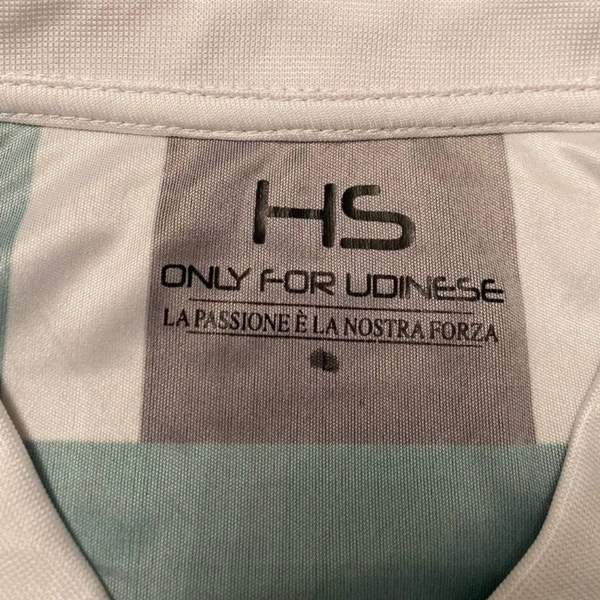 HS
ONLY FOR UDINESE
LA PASSIONE È LA NOSTRA FORZA
L